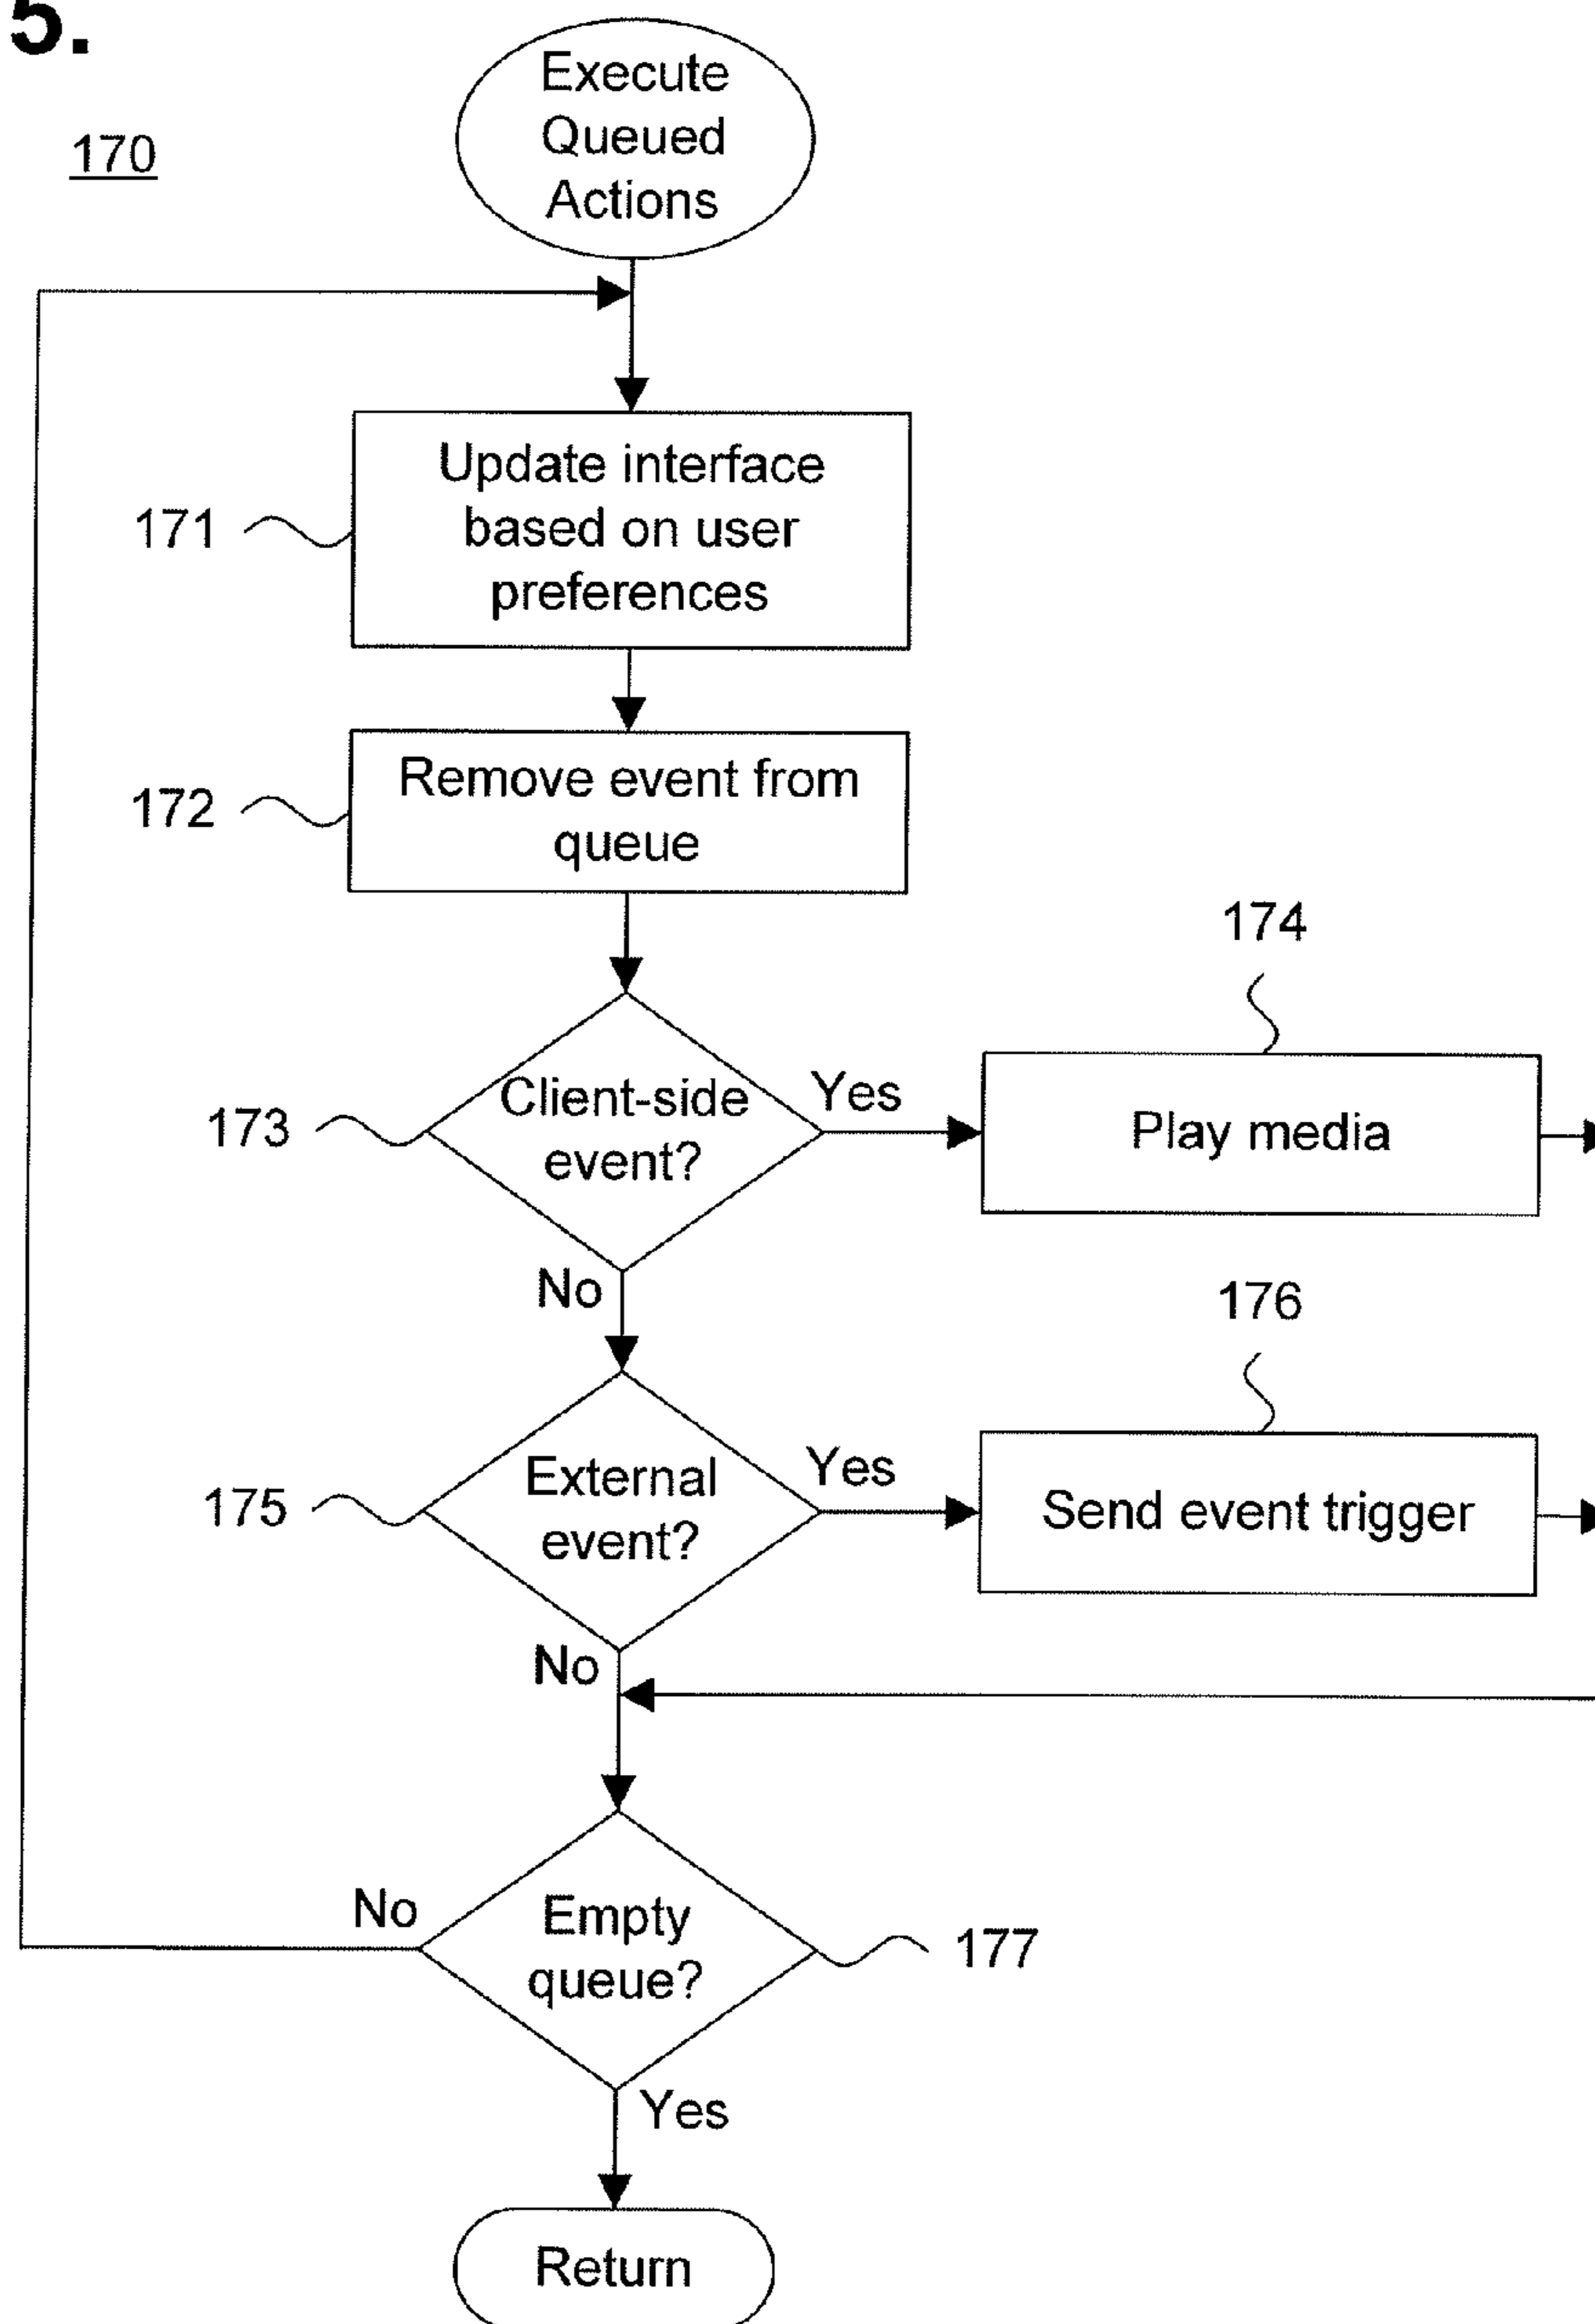 5.
170
Execute
Queued
Actions
171
Update interface
based on user
preferences
172
Remove event from
queue
173
Client-side
event?
Yes
174
Play media
No
175
External
event?
Yes
176
Send event trigger
No
Empty
queue?
No
177
Yes
Return